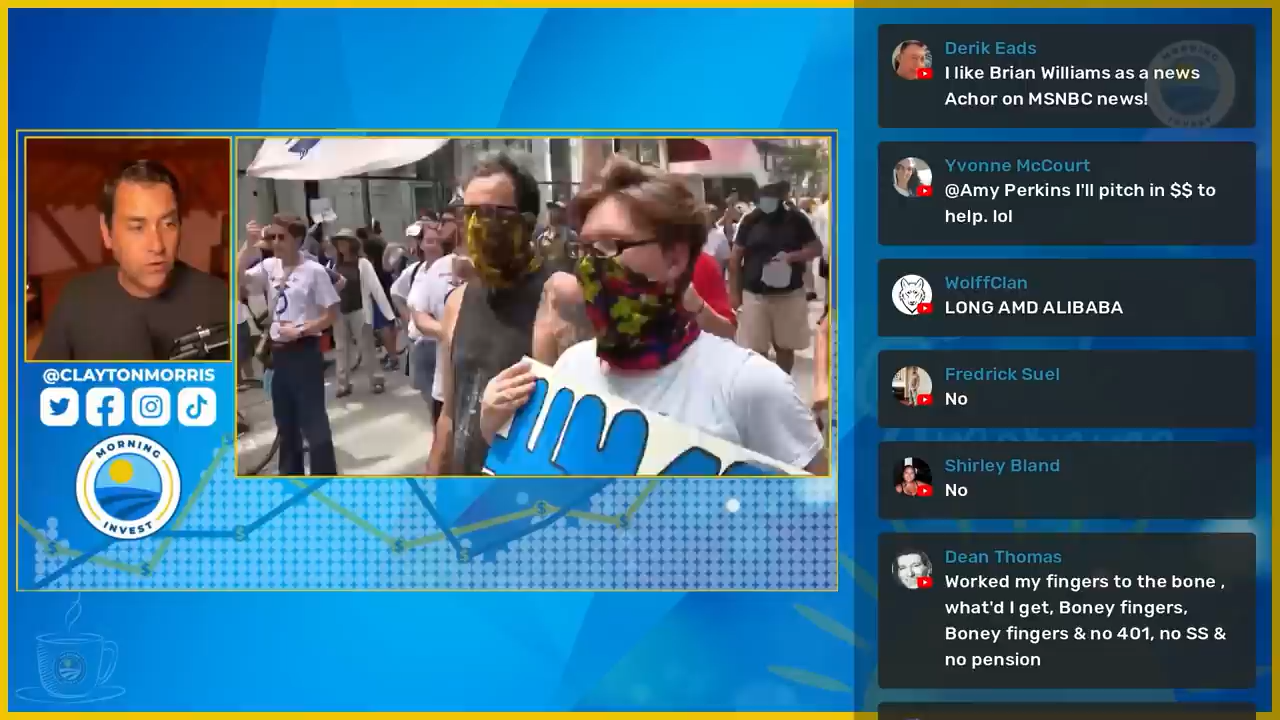 @CLAYTONMORRIS
MORNING
INVEST
Derik Eads
I like Brian Williams as a news
Achor on MSNBC news!
Yvonne McCourt
@Amy Perkins I'll pitch in $$ to
help. lol
WolffClan
LONG AMD ALIBABA
Fredrick Suel
No
Shirley Bland
No
Dean Thomas
Worked my fingers to the bone ,
what'd I get, Boney fingers,
Boney fingers & no 401, no SS &
no pension
MORNING
INVEST